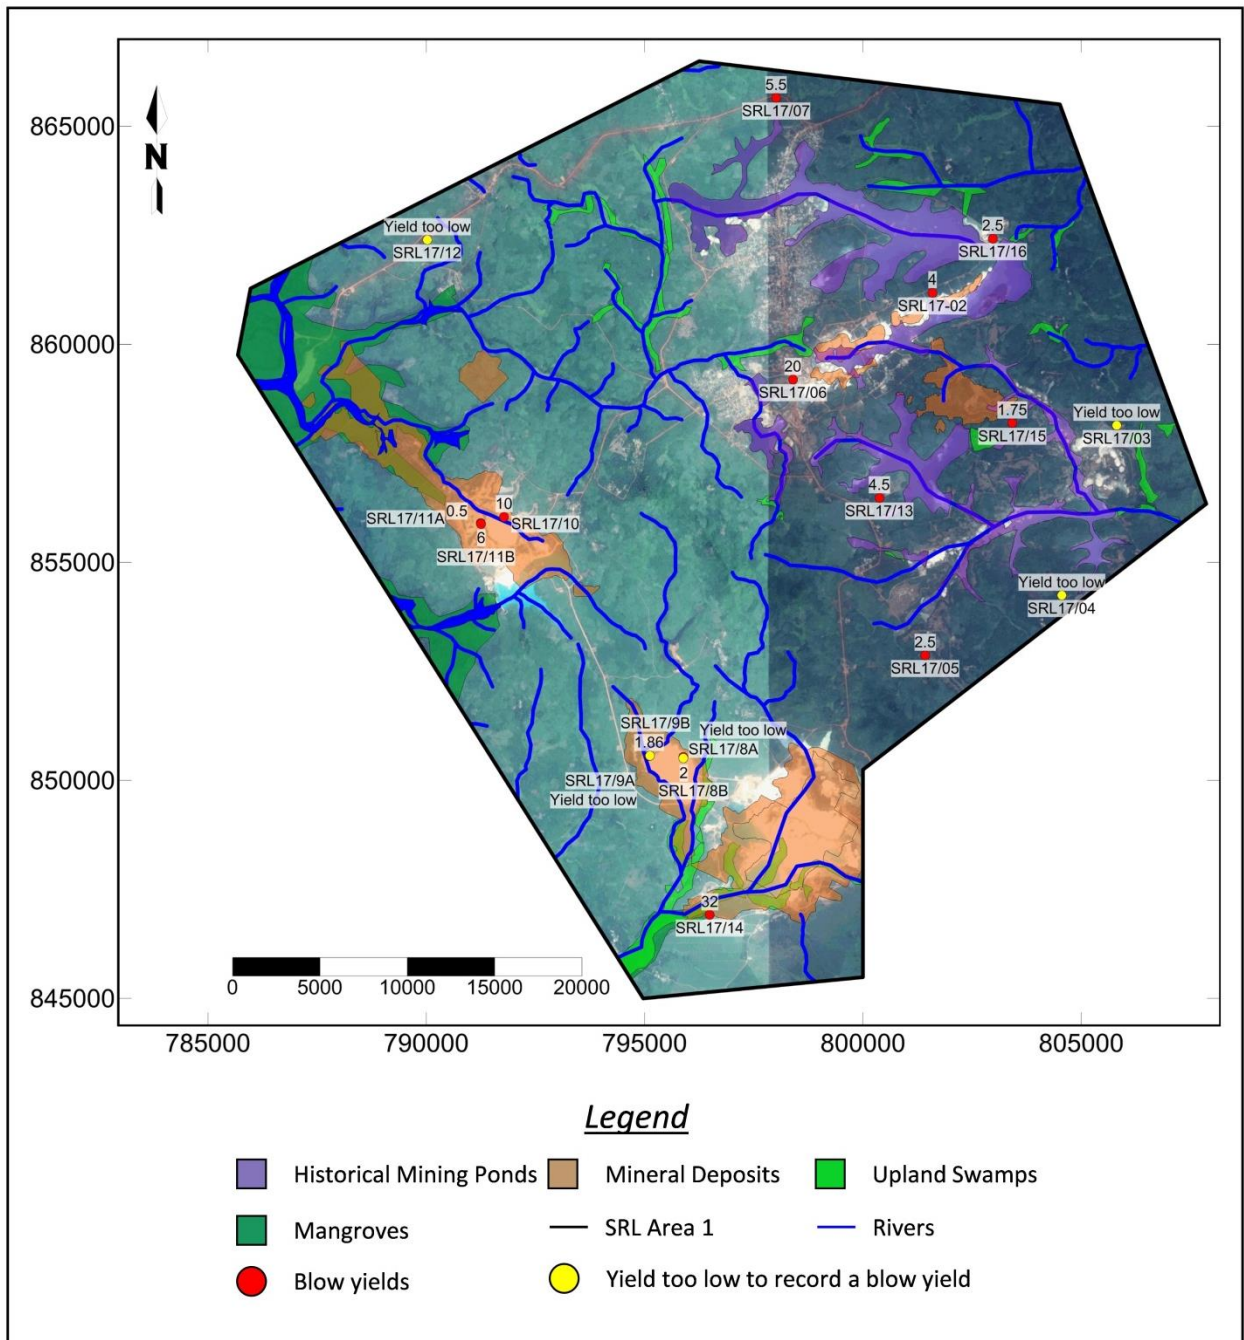 5.5
SRL17/07
865000
N
Yield too low
SRL17/12
2.5
SRL17/16
4
SRL17-02
860000
20
SRL17/06
1.75
SRL17/15
Yield too low
SRL17/03
4.5
SRL17/13
SRL17/11A
0.5
10
SRL17/10
6
SRL17/11B
855000
Yield too low
SRL17/04
2.5
SRL17/05
SRL17/9B
1.86
Yield too low
SRL17/8A
850000
SRL17/9A
Yield too low
2
SRL17/8B
32
SRL17/14
0 5000 10000 15000 20000
845000
785000 790000 795000 800000 805000
Legend
Historical Mining Ponds Mineral Deposits Upland Swamps
Mangroves SRL Area 1 Rivers
Blow yields Yield too low to record a blow yield